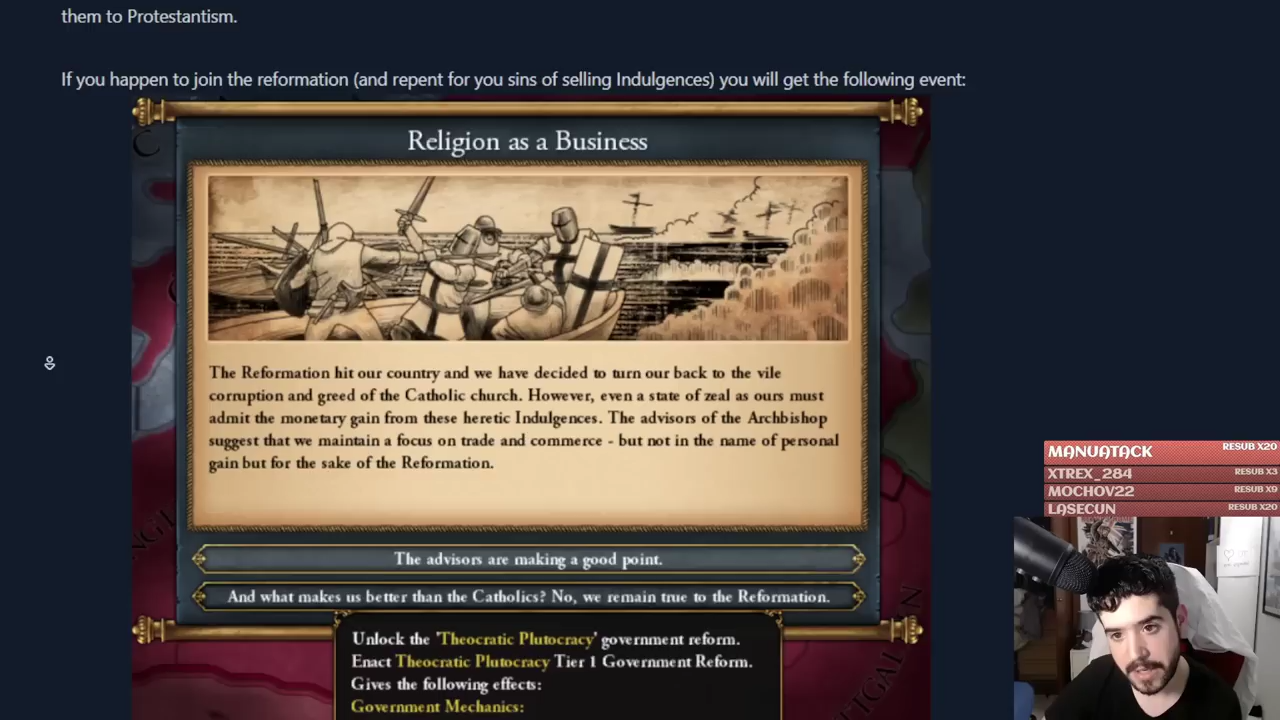 them to Protestantism.
If you happen to join the reformation (and repent for you sins of selling Indulgences) you will get the following event:
Religion as a Business
The Reformation hit our country and we have decided to turn our back to the vile
corruption and greed of the Catholic church. However, even a state of zeal as ours must
admit the monetary gain from these heretic Indulgences. The advisors of the Archbishop
suggest that we maintain a focus on trade and commerce - but not in the name of personal
gain but for the sake of the Reformation.
The advisors are making a good point.
And what makes us better than the Catholics? No, we remain true to the Reformation.
Unlock the 'Theocratic Plutocracy' government reform.
Enact Theocratic Plutocracy Tier 1 Government Reform.
Gives the following effects:
Government Mechanics:
MANUATACK RESUB X20
XTREX_284 RESUB X3
MOCHOV22 RESUB X9
LASECUN RESUB X20